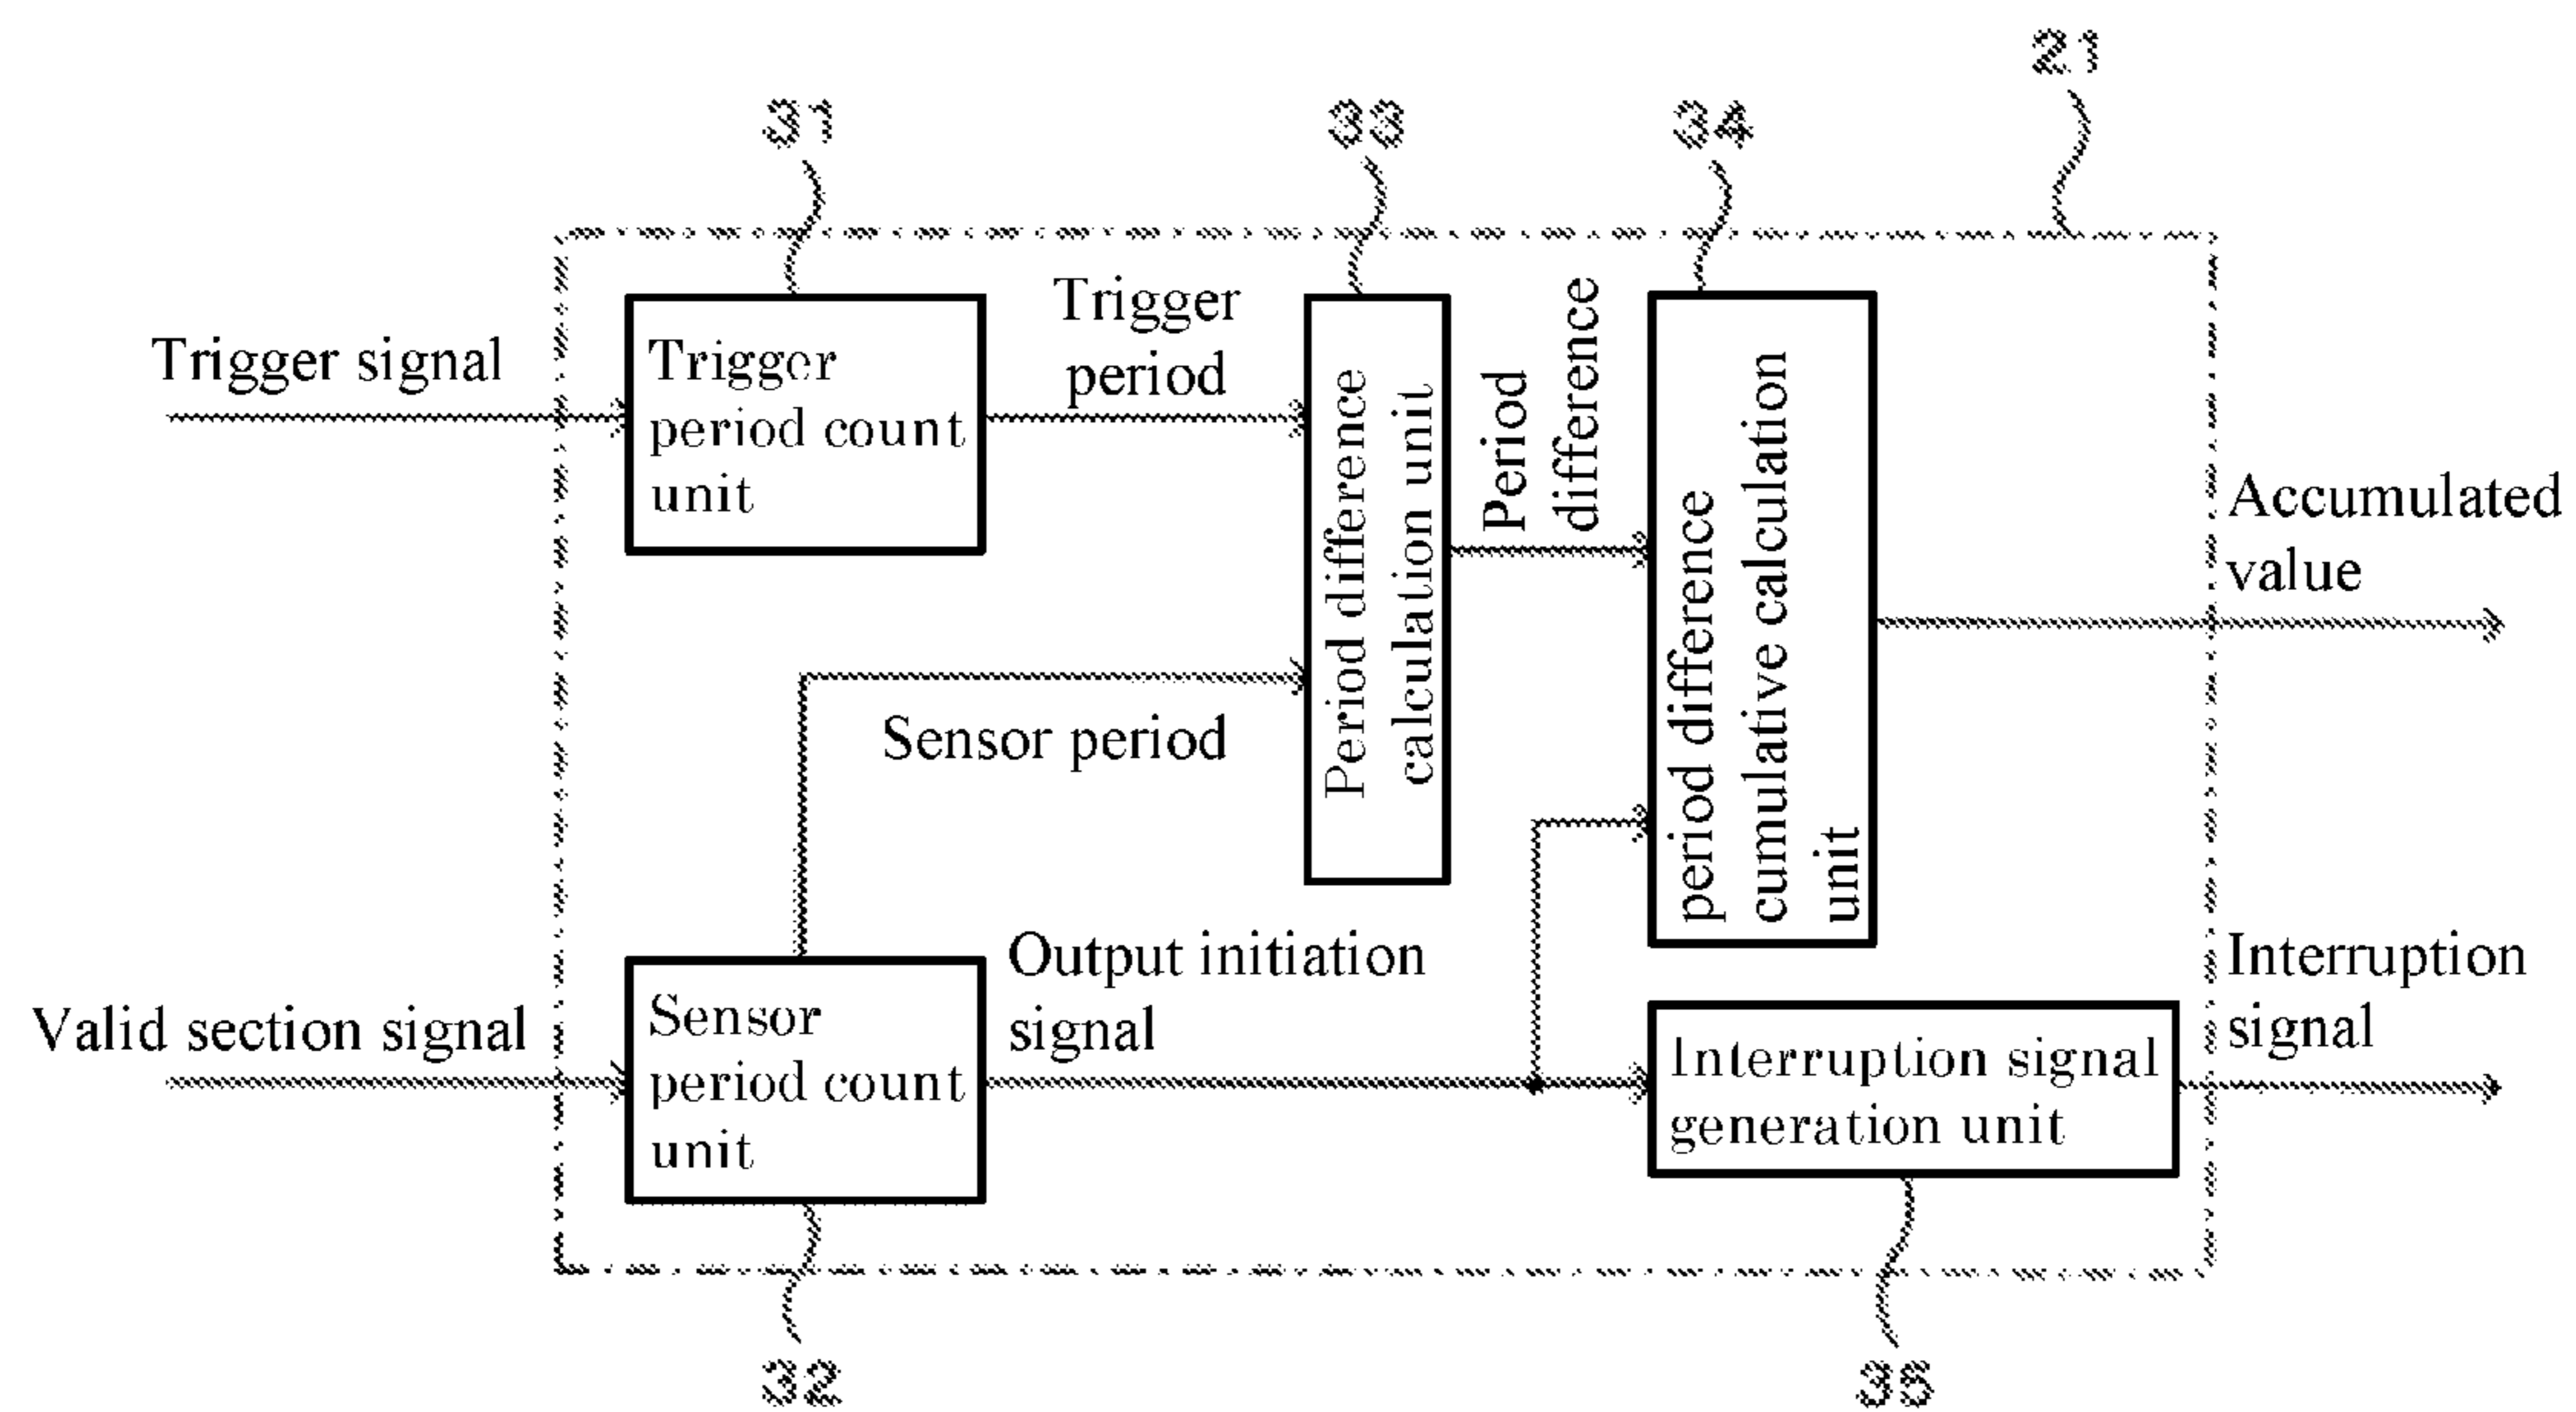 21
31
33
34
Trigger signal
Trigger
period count
unit
Trigger
period
Period difference
calculation unit
Period
difference
period difference
cumulative calculation
unit
Accumulated
value
Sensor period
Valid section signal
Sensor
period count
unit
Output initiation
signal
Interruption signal
generation unit
Interruption
signal
32
35